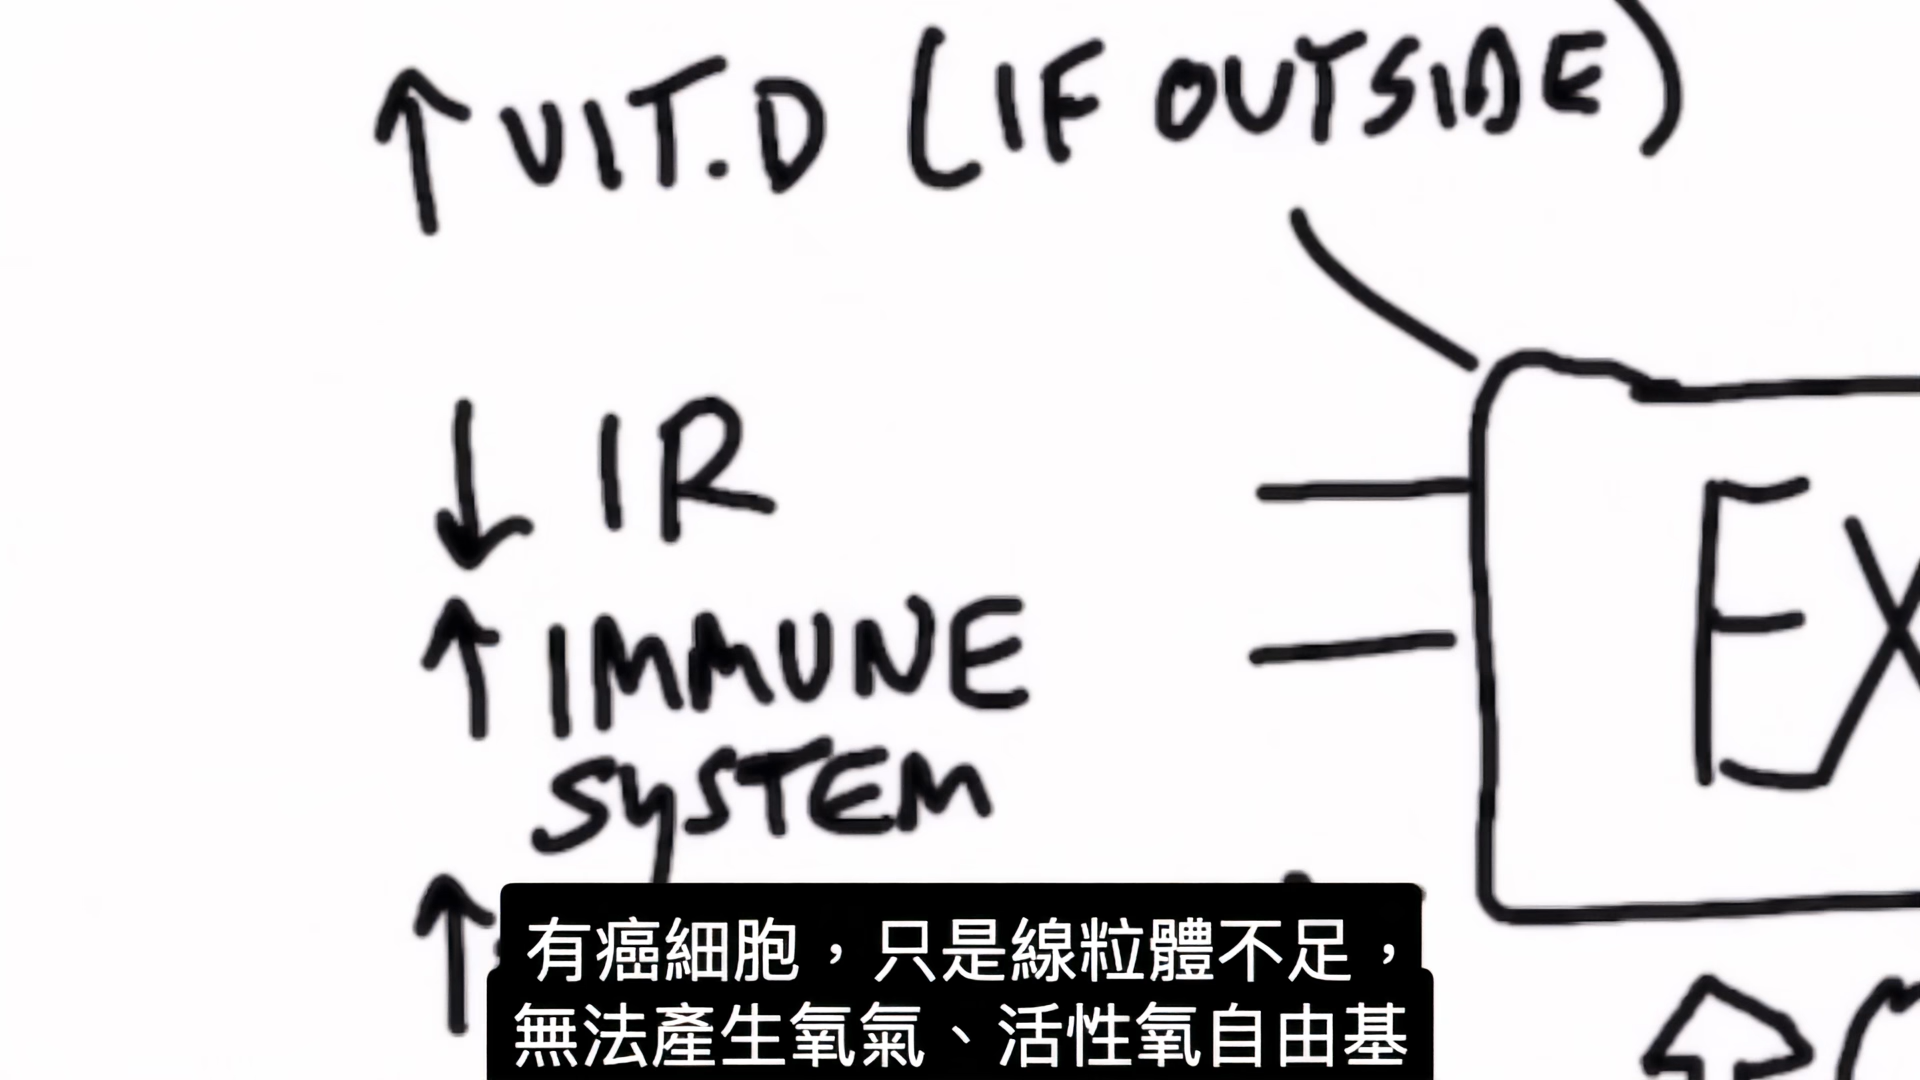 ↑ VIT. D (IF OUTSIDE)
↓ IR
↑ IMMUNE
SYSTEM
↑
EX
有癌細胞，只是線粒體不足，
無法產生氧氣、活性氧自由基